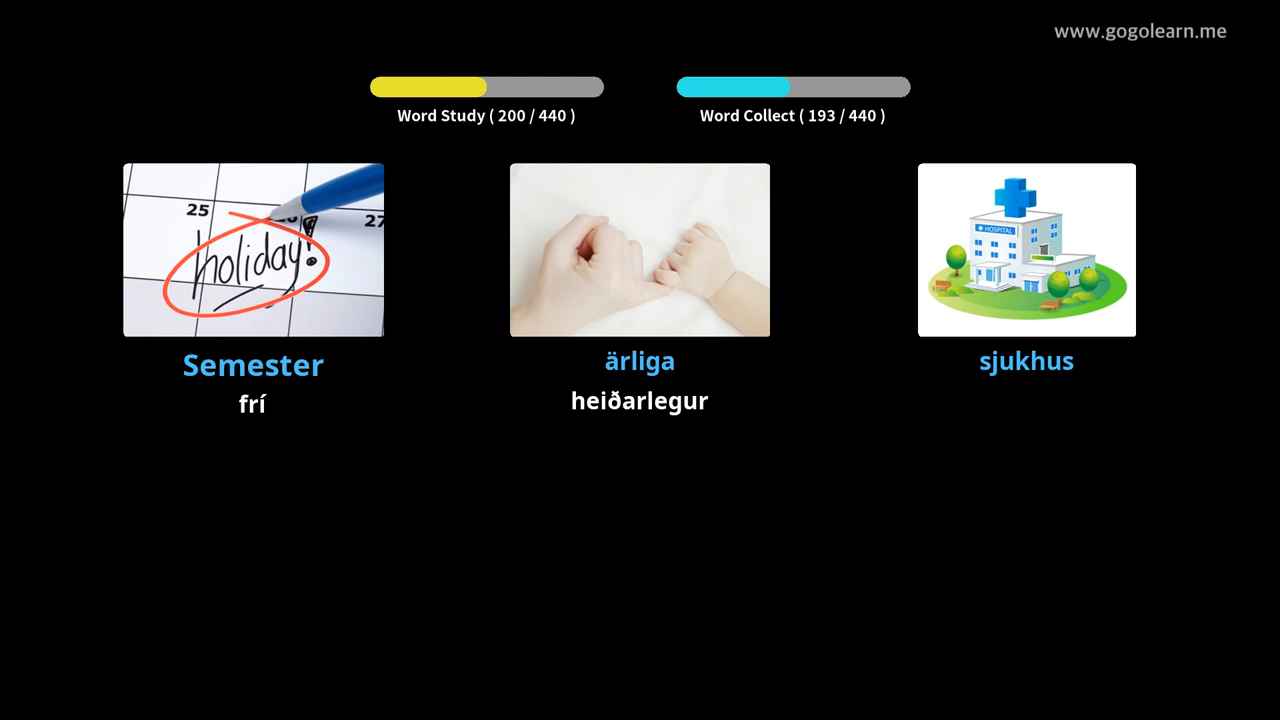 www.gogolearn.me
Word Study ( 200 / 440 )
Word Collect ( 193 / 440 )
25
27
holiday!
HOSPITAL
Semester
ärliga
sjukhus
frí
heiðarlegur